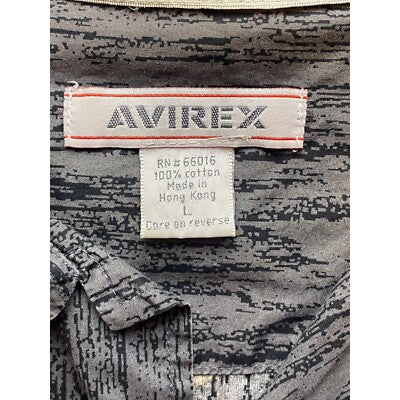 AVIREX
RN # 66016
100% cotton
Made in
Hong Kong
L
Care on reverse